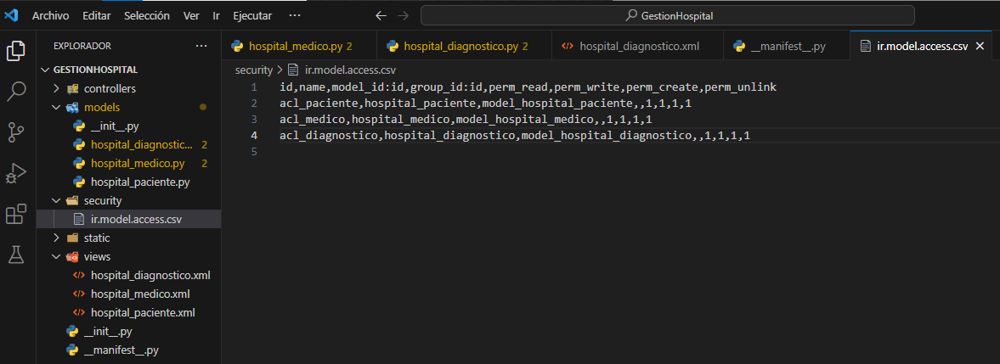 Archivo Editar Selección Ver Ir Ejecutar ··· GestionHospital
EXPLORADOR ···
hospital_medico.py 2 hospital_diagnostico.py 2 hospital_diagnostico.xml __manifest__.py ir.model.access.csv
GESTIONHOSPITAL
controllers
models
__init__.py
hospital_diagnostic... 2
hospital_medico.py 2
hospital_paciente.py
security
ir.model.access.csv
static
views
hospital_diagnostico.xml
hospital_medico.xml
hospital_paciente.xml
__init__.py
__manifest__.py
security > ir.model.access.csv
1 id,name,model_id:id,group_id:id,perm_read,perm_write,perm_create,perm_unlink
2 acl_paciente,hospital_paciente,model_hospital_paciente,,1,1,1,1
3 acl_medico,hospital_medico,model_hospital_medico,,1,1,1,1
4 acl_diagnostico,hospital_diagnostico,model_hospital_diagnostico,,1,1,1,1
5